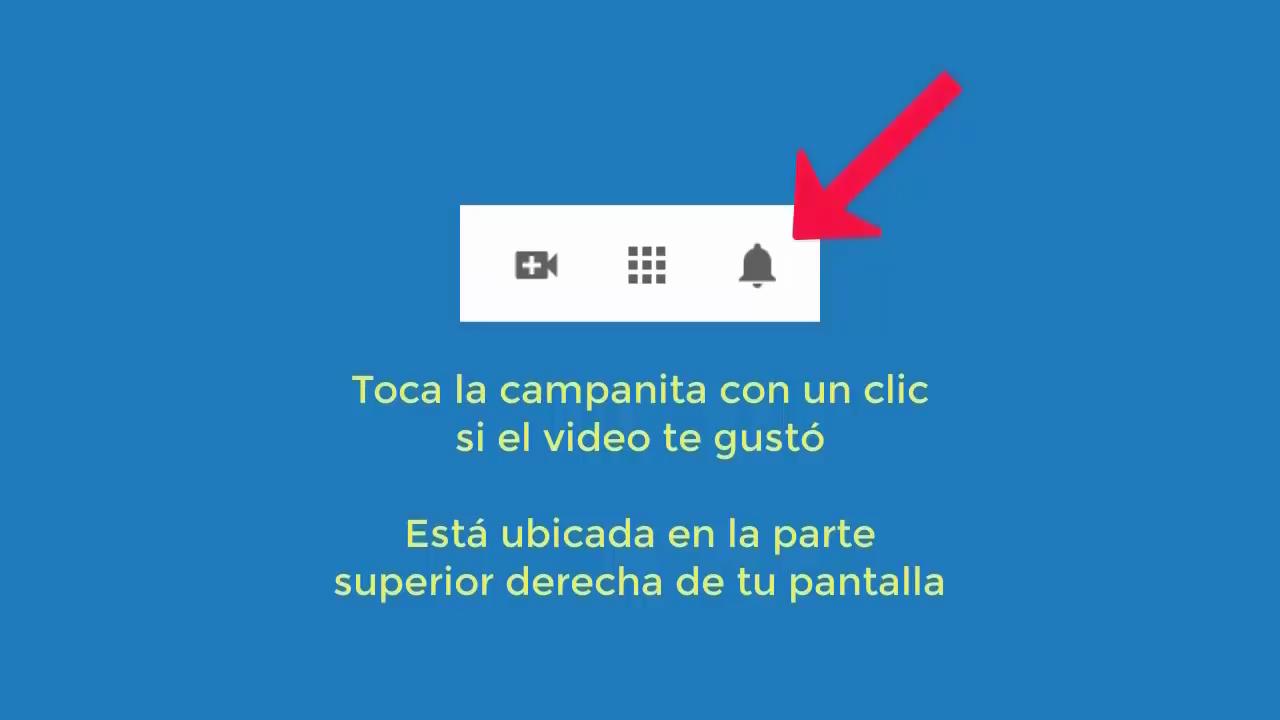 Toca la campanita con un clic
si el video te gustó
Está ubicada en la parte
superior derecha de tu pantalla